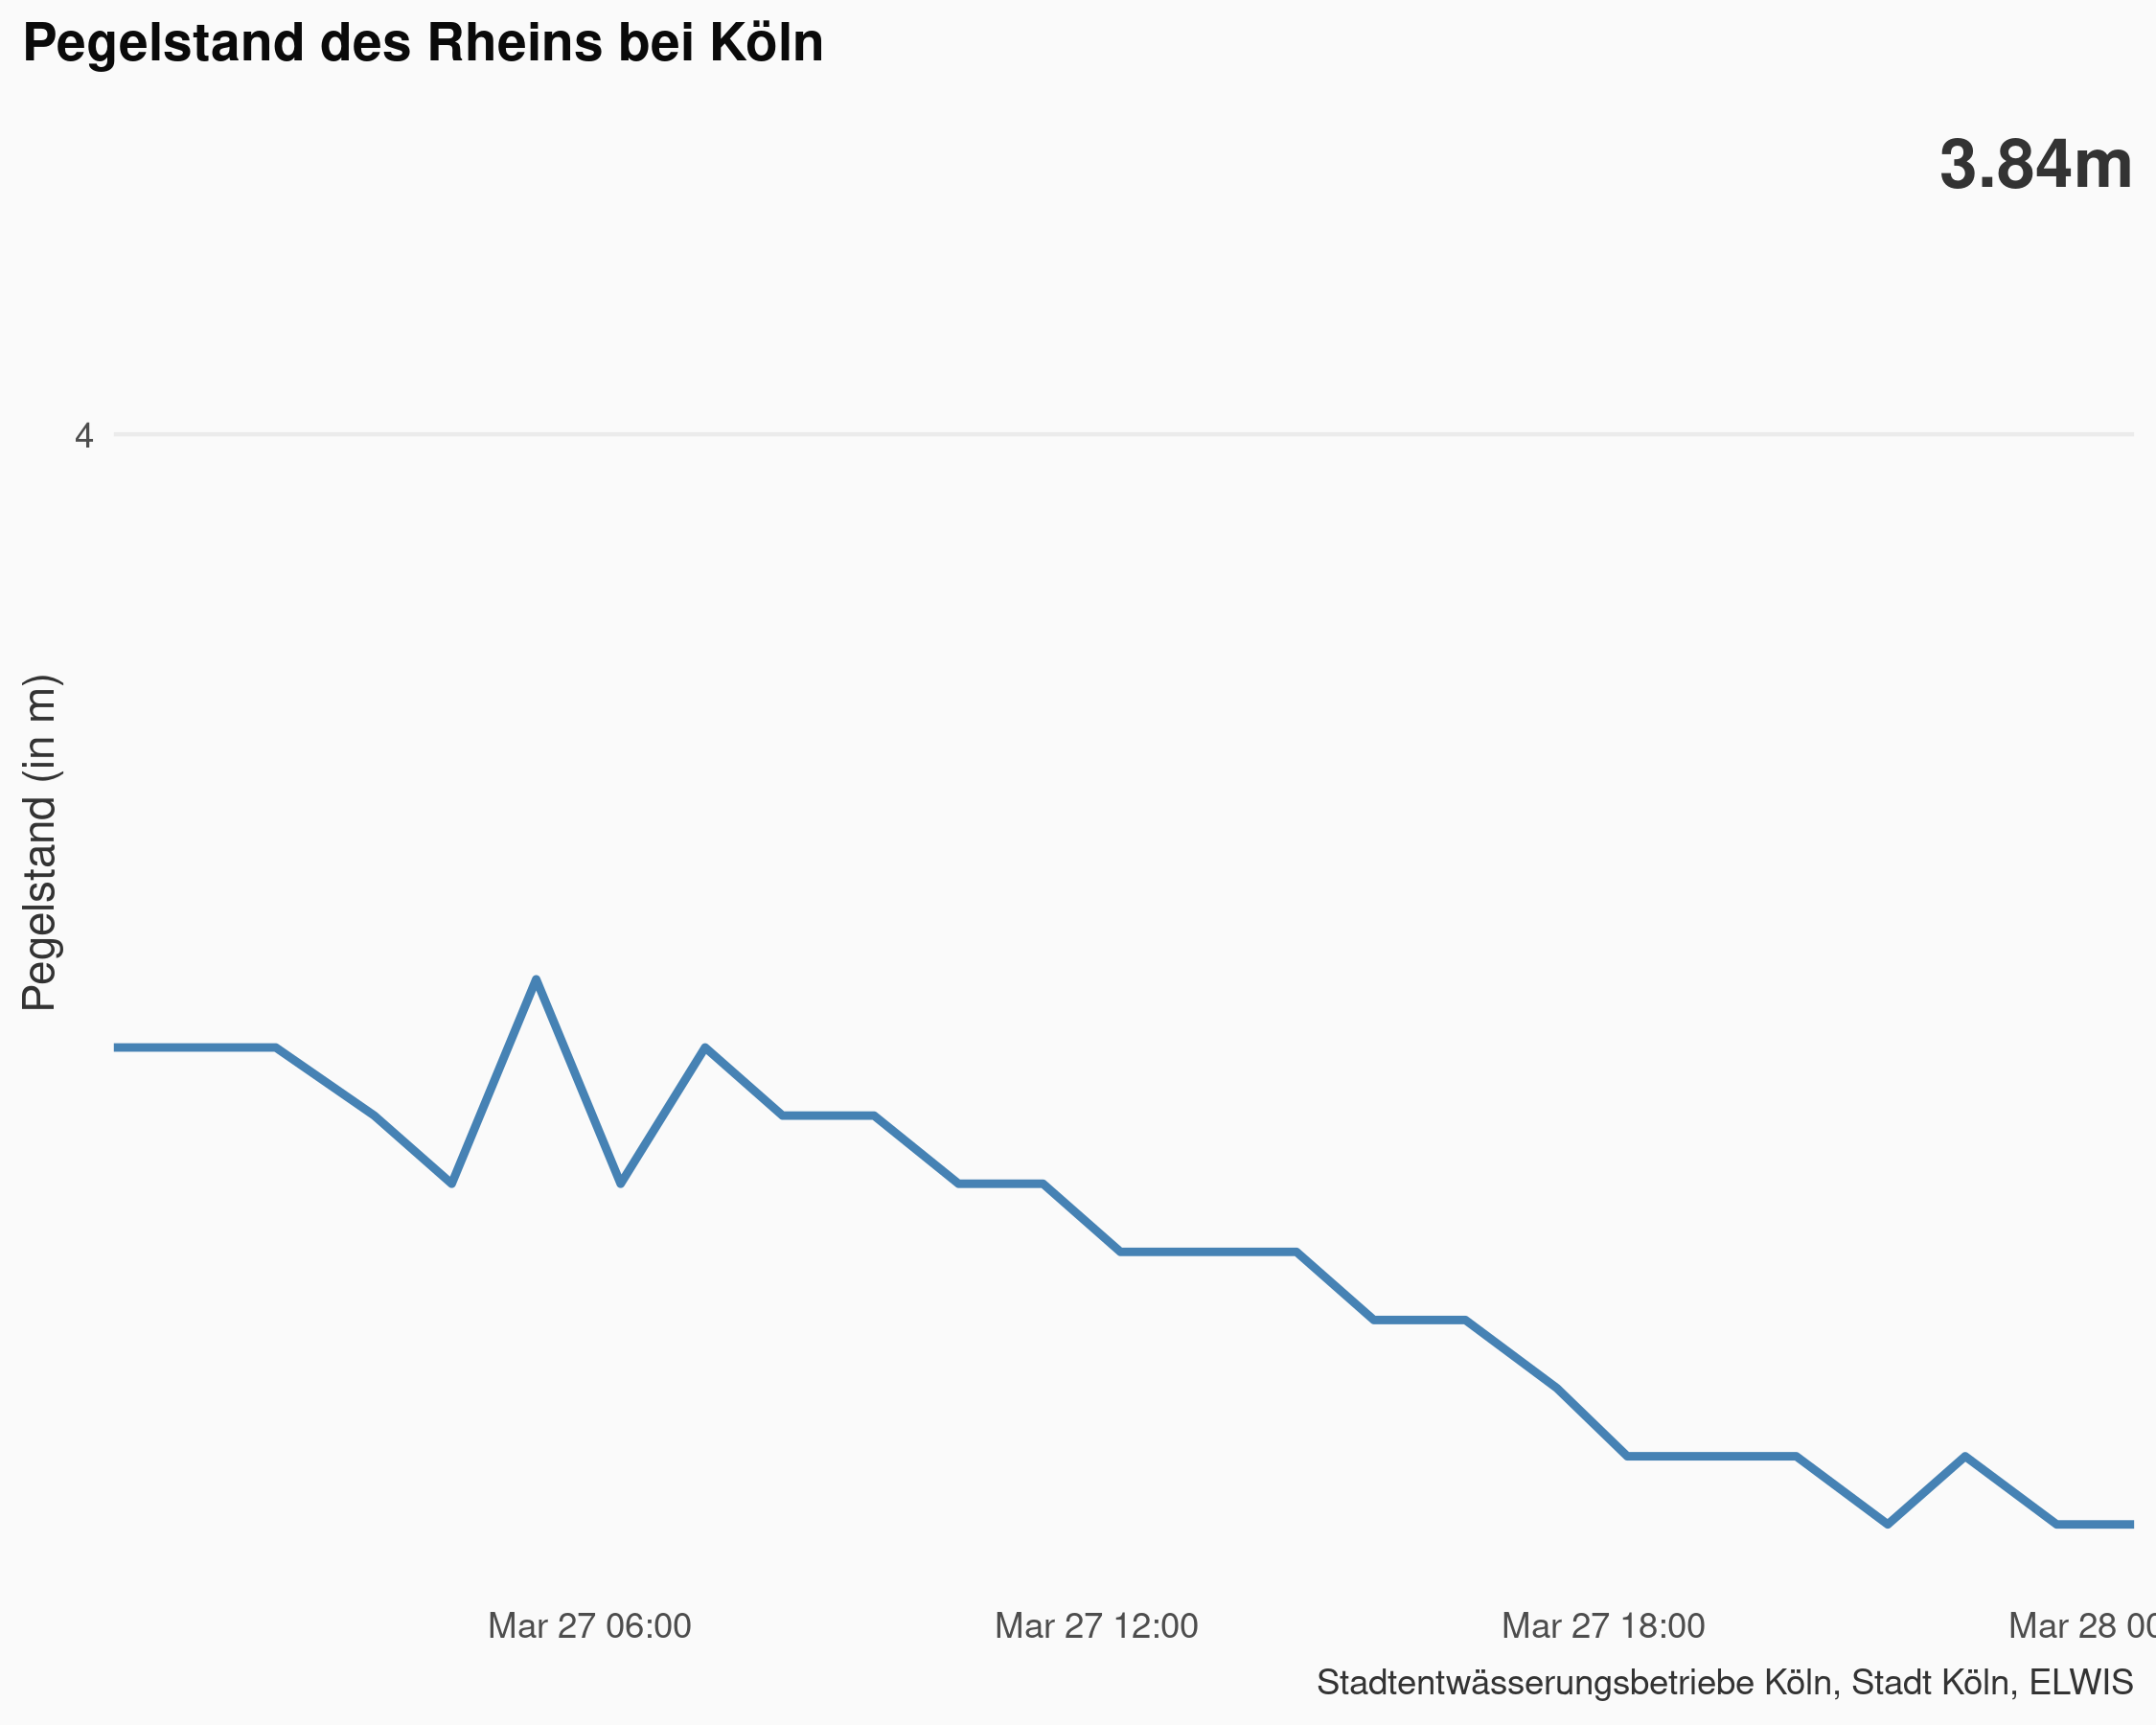 Pegelstand des Rheins bei Köln
3.84m
4
Pegelstand (in m)
Mar 27 06:00
Mar 27 12:00
Mar 27 18:00
Mar 28 00
Stadtentwässerungsbetriebe Köln, Stadt Köln, ELWIS